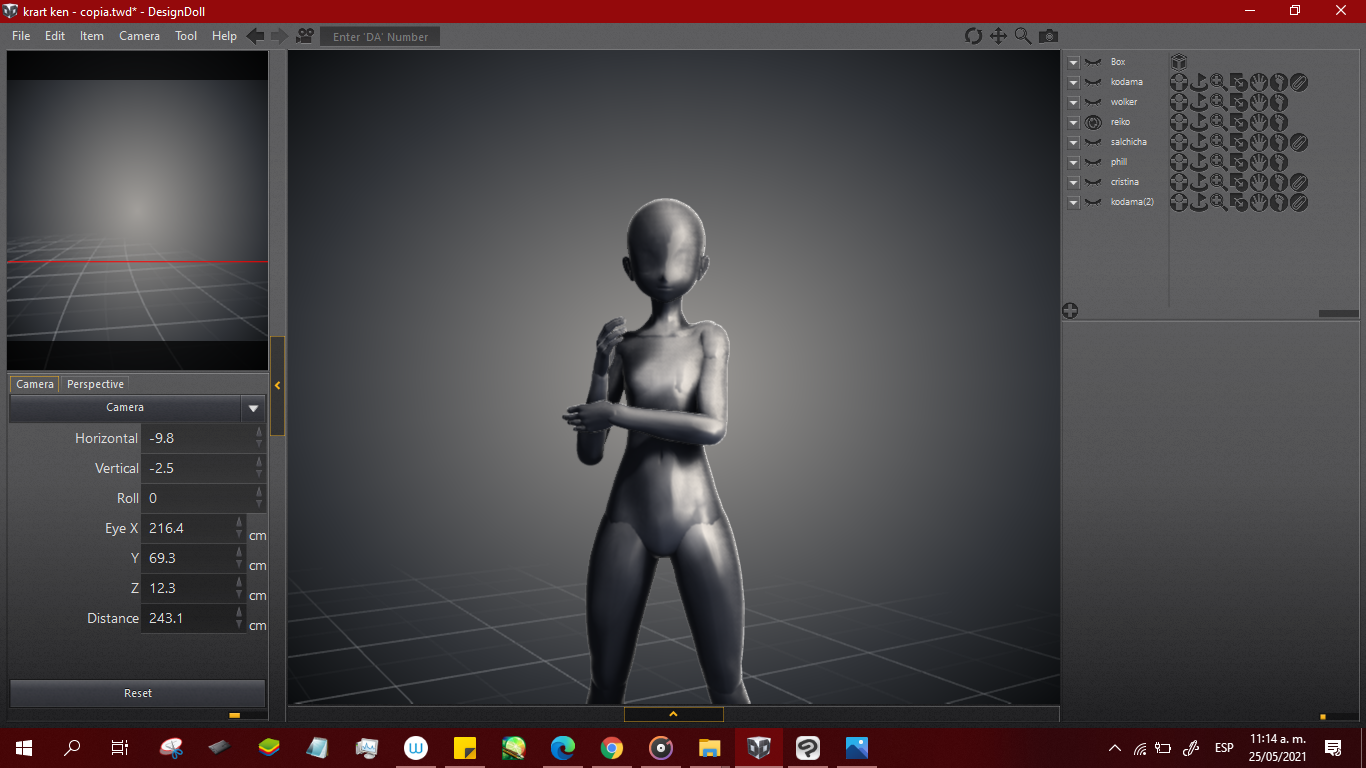 krart ken - copia.twd* - DesignDoll
File Edit Item Camera Tool Help Enter 'DA' Number
Box
kodama
wolker
reiko
salchicha
phill
cristina
kodama(2)
Camera Perspective
Camera
Horizontal -9.8
Vertical -2.5
Roll 0
Eye X 216.4 cm
Y 69.3 cm
Z 12.3 cm
Distance 243.1 cm
Reset
ESP
11:14 a. m.
25/05/2021